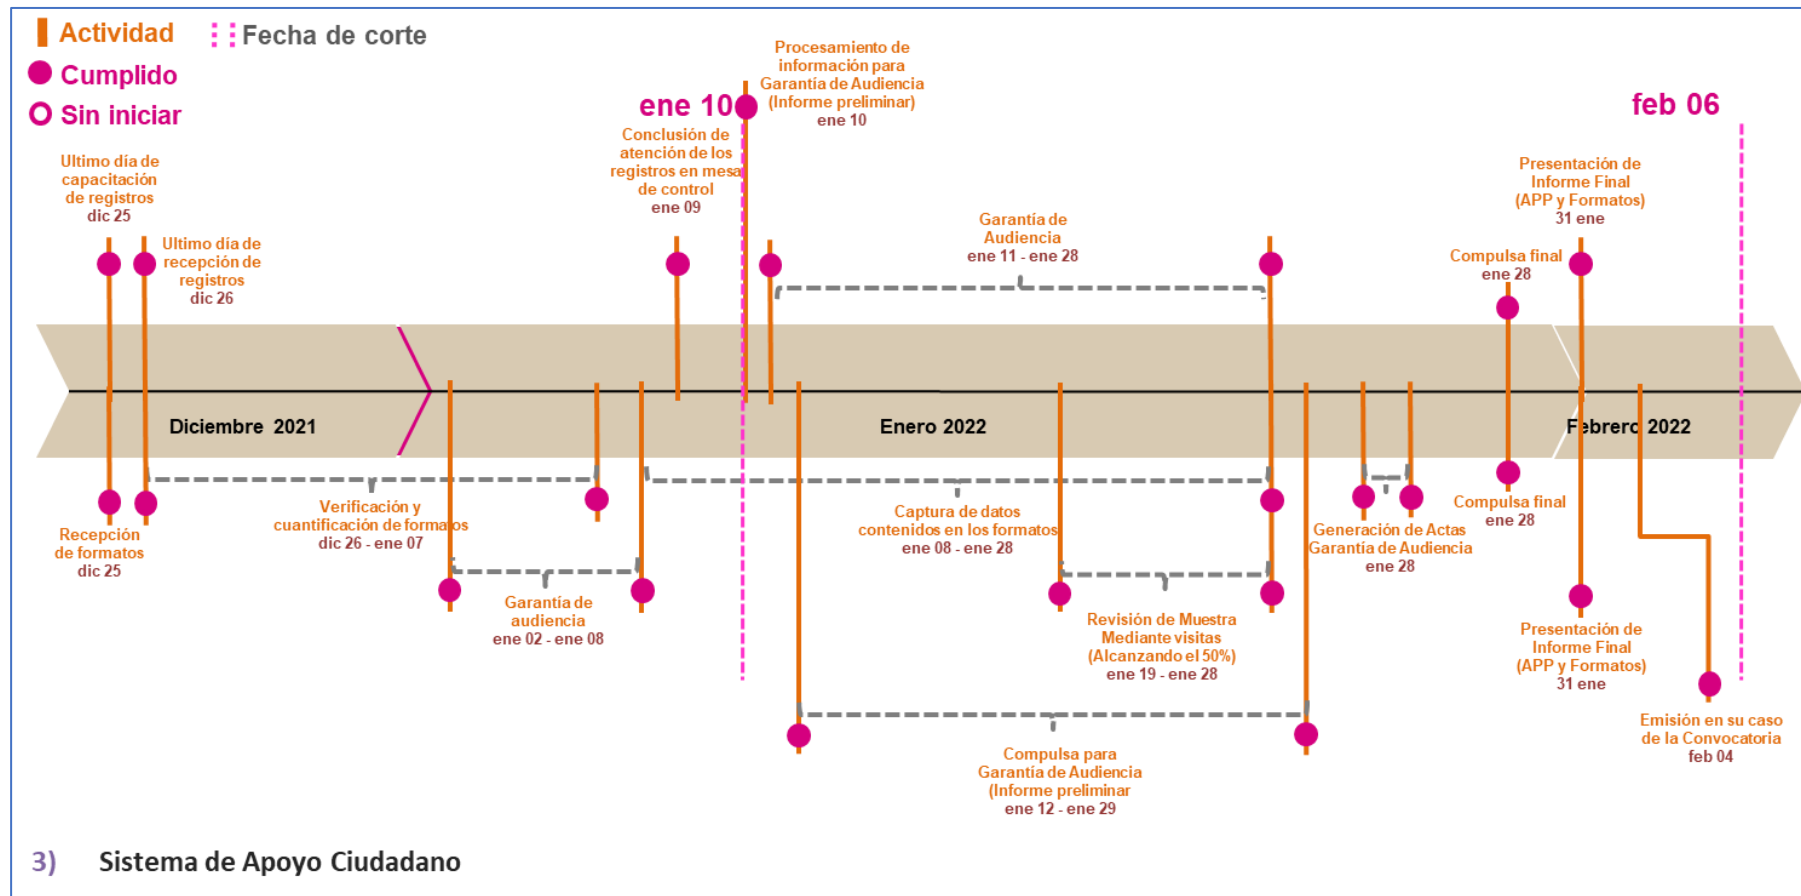 Actividad
Fecha de corte
Cumplido
Sin iniciar
ene 10
feb 06
Ultimo día de
capacitación
de registros
dic 25
Ultimo día de
recepción de
registros
dic 26
Conclusión de
atención de los
registros en mesa
de control
ene 09
Procesamiento de
información para
Garantía de Audiencia
(Informe preliminar)
ene 10
Garantía de
Audiencia
ene 11 - ene 28
Compulsa final
ene 28
Presentación de
Informe Final
(APP y Formatos)
31 ene
Diciembre 2021
Enero 2022
Febrero 2022
Recepción
de formatos
dic 25
Verificación y
cuantificación de formatos
dic 26 - ene 07
Garantía de
audiencia
ene 02 - ene 08
Captura de datos
contenidos en los formatos
ene 08 - ene 28
Revisión de Muestra
Mediante visitas
(Alcanzando el 50%)
ene 19 - ene 28
Compulsa para
Garantía de Audiencia
(Informe preliminar
ene 12 - ene 29
Generación de Actas
Garantía de Audiencia
ene 28
Compulsa final
ene 28
Presentación de
Informe Final
(APP y Formatos)
31 ene
Emisión en su caso
de la Convocatoria
feb 04
3) Sistema de Apoyo Ciudadano